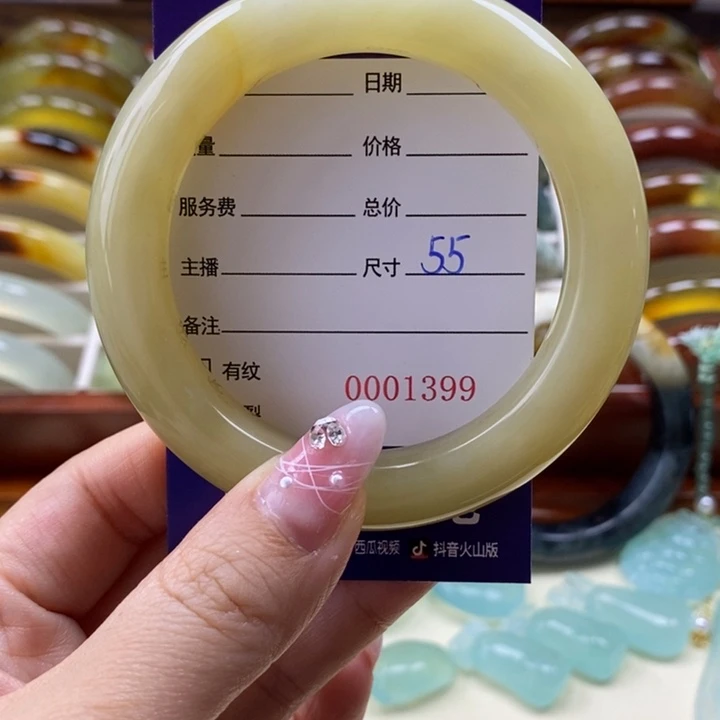 日期
量 价格
服务费 总价
主播 尺寸 55
备注
有纹
0001399
西瓜视频 抖音火山版